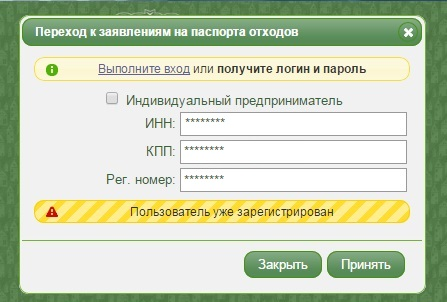 Переход к заявлениям на паспорта отходов
Выполните вход или получите логин и пароль
Индивидуальный предприниматель
ИНН: ********
КПП: ********
Рег. номер: ********
Пользователь уже зарегистрирован
Закрыть Принять